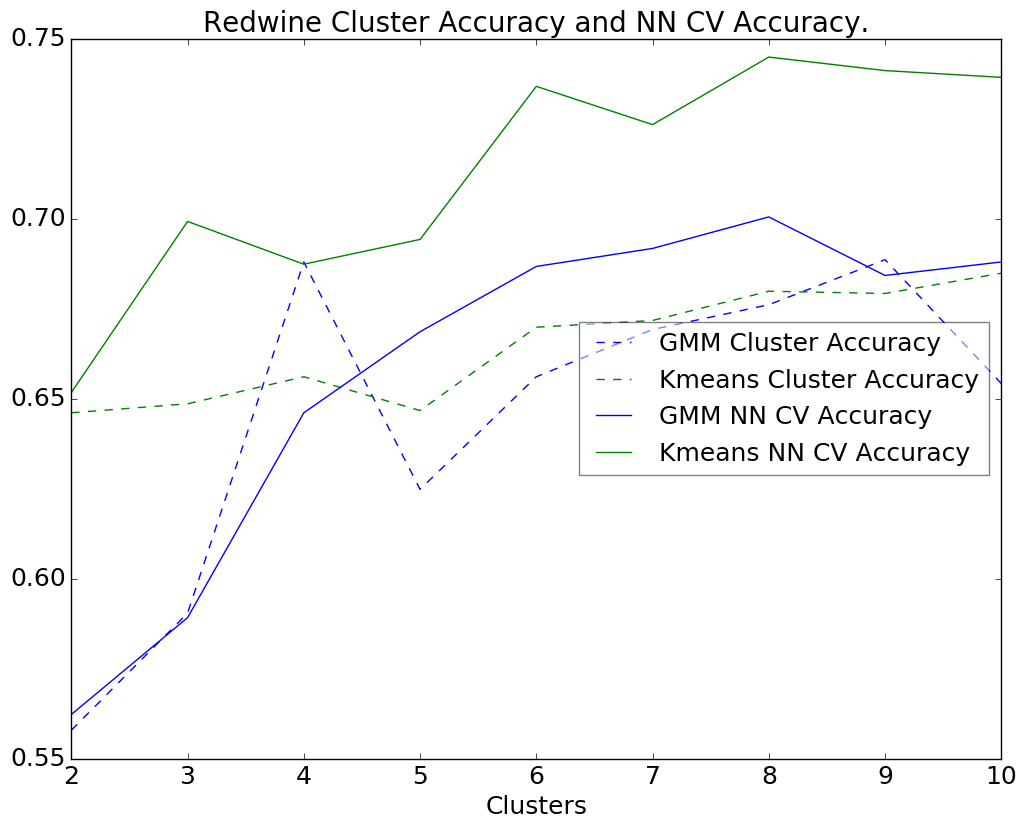 Redwine Cluster Accuracy and NN CV Accuracy.
0.75
0.70
0.65
0.60
0.55
GMM Cluster Accuracy
Kmeans Cluster Accuracy
GMM NN CV Accuracy
Kmeans NN CV Accuracy
2 3 4 5 6 7 8 9 10
Clusters